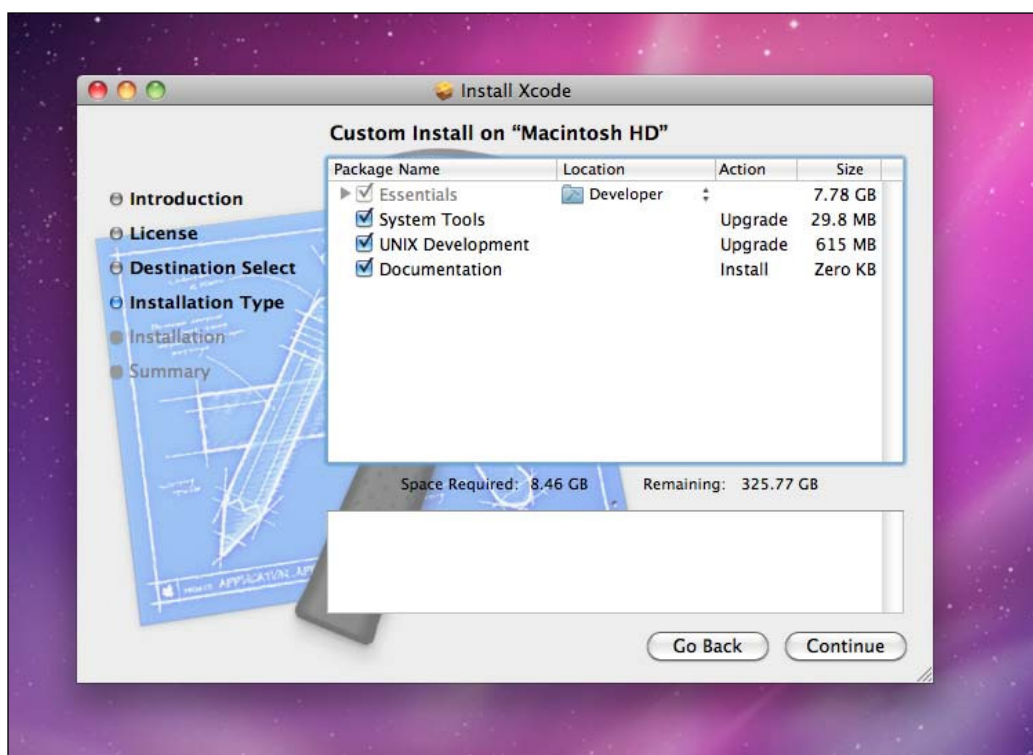 Install Xcode
Custom Install on “Macintosh HD”
Introduction
License
Destination Select
Installation Type
Installation
Summary
Package Name Location Action Size
Essentials Developer 7.78 GB
System Tools Upgrade 29.8 MB
UNIX Development Upgrade 615 MB
Documentation Install Zero KB
Space Required: 8.46 GB Remaining: 325.77 GB
APPLICATION
Go Back Continue